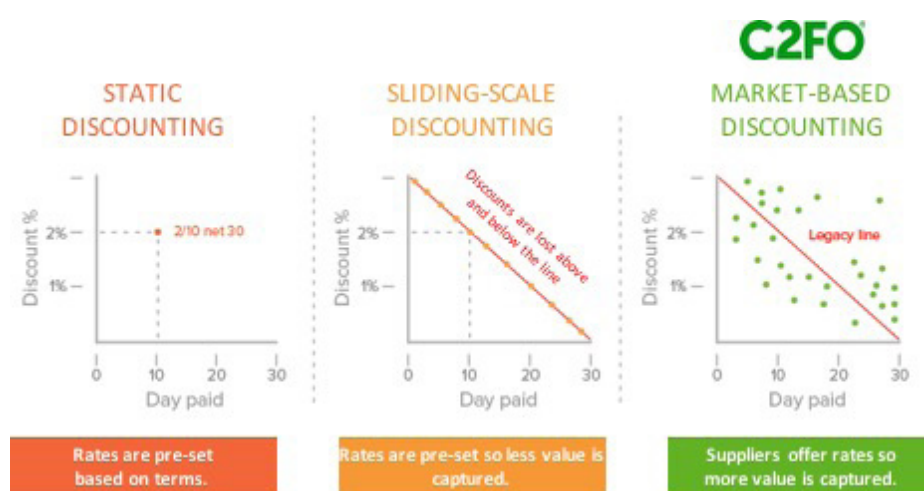 C2FO
STATIC
DISCOUNTING
Discount %
2%
1%
2/10 net 30
0 10 20 30
Day paid
Rates are pre-set
based on terms.
SLIDING-SCALE
DISCOUNTING
Discount %
2%
1%
Discounts are lost above
and below the line
0 10 20 30
Day paid
Rates are pre-set so less value is
captured.
MARKET-BASED
DISCOUNTING
Discount %
2%
1%
Legacy line
0 10 20 30
Day paid
Suppliers offer rates so
more value is captured.